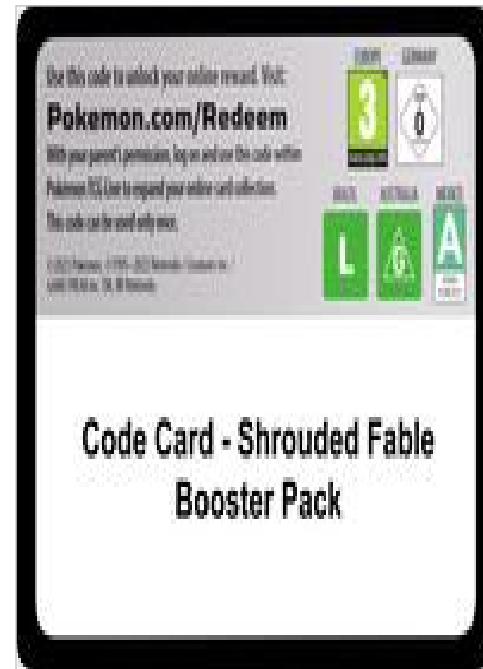 Use this code to unlock your online reward. Visit:
Pokemon.com/Redeem
With your parent's permission, log on and use this code within
Pokémon TCG Live to expand your online card collection.
This code can be used only once.
EUROPE GERMANY
3
0
BRAZIL AUSTRALIA MEXICO
L
G
A
Code Card - Shrouded Fable
Booster Pack